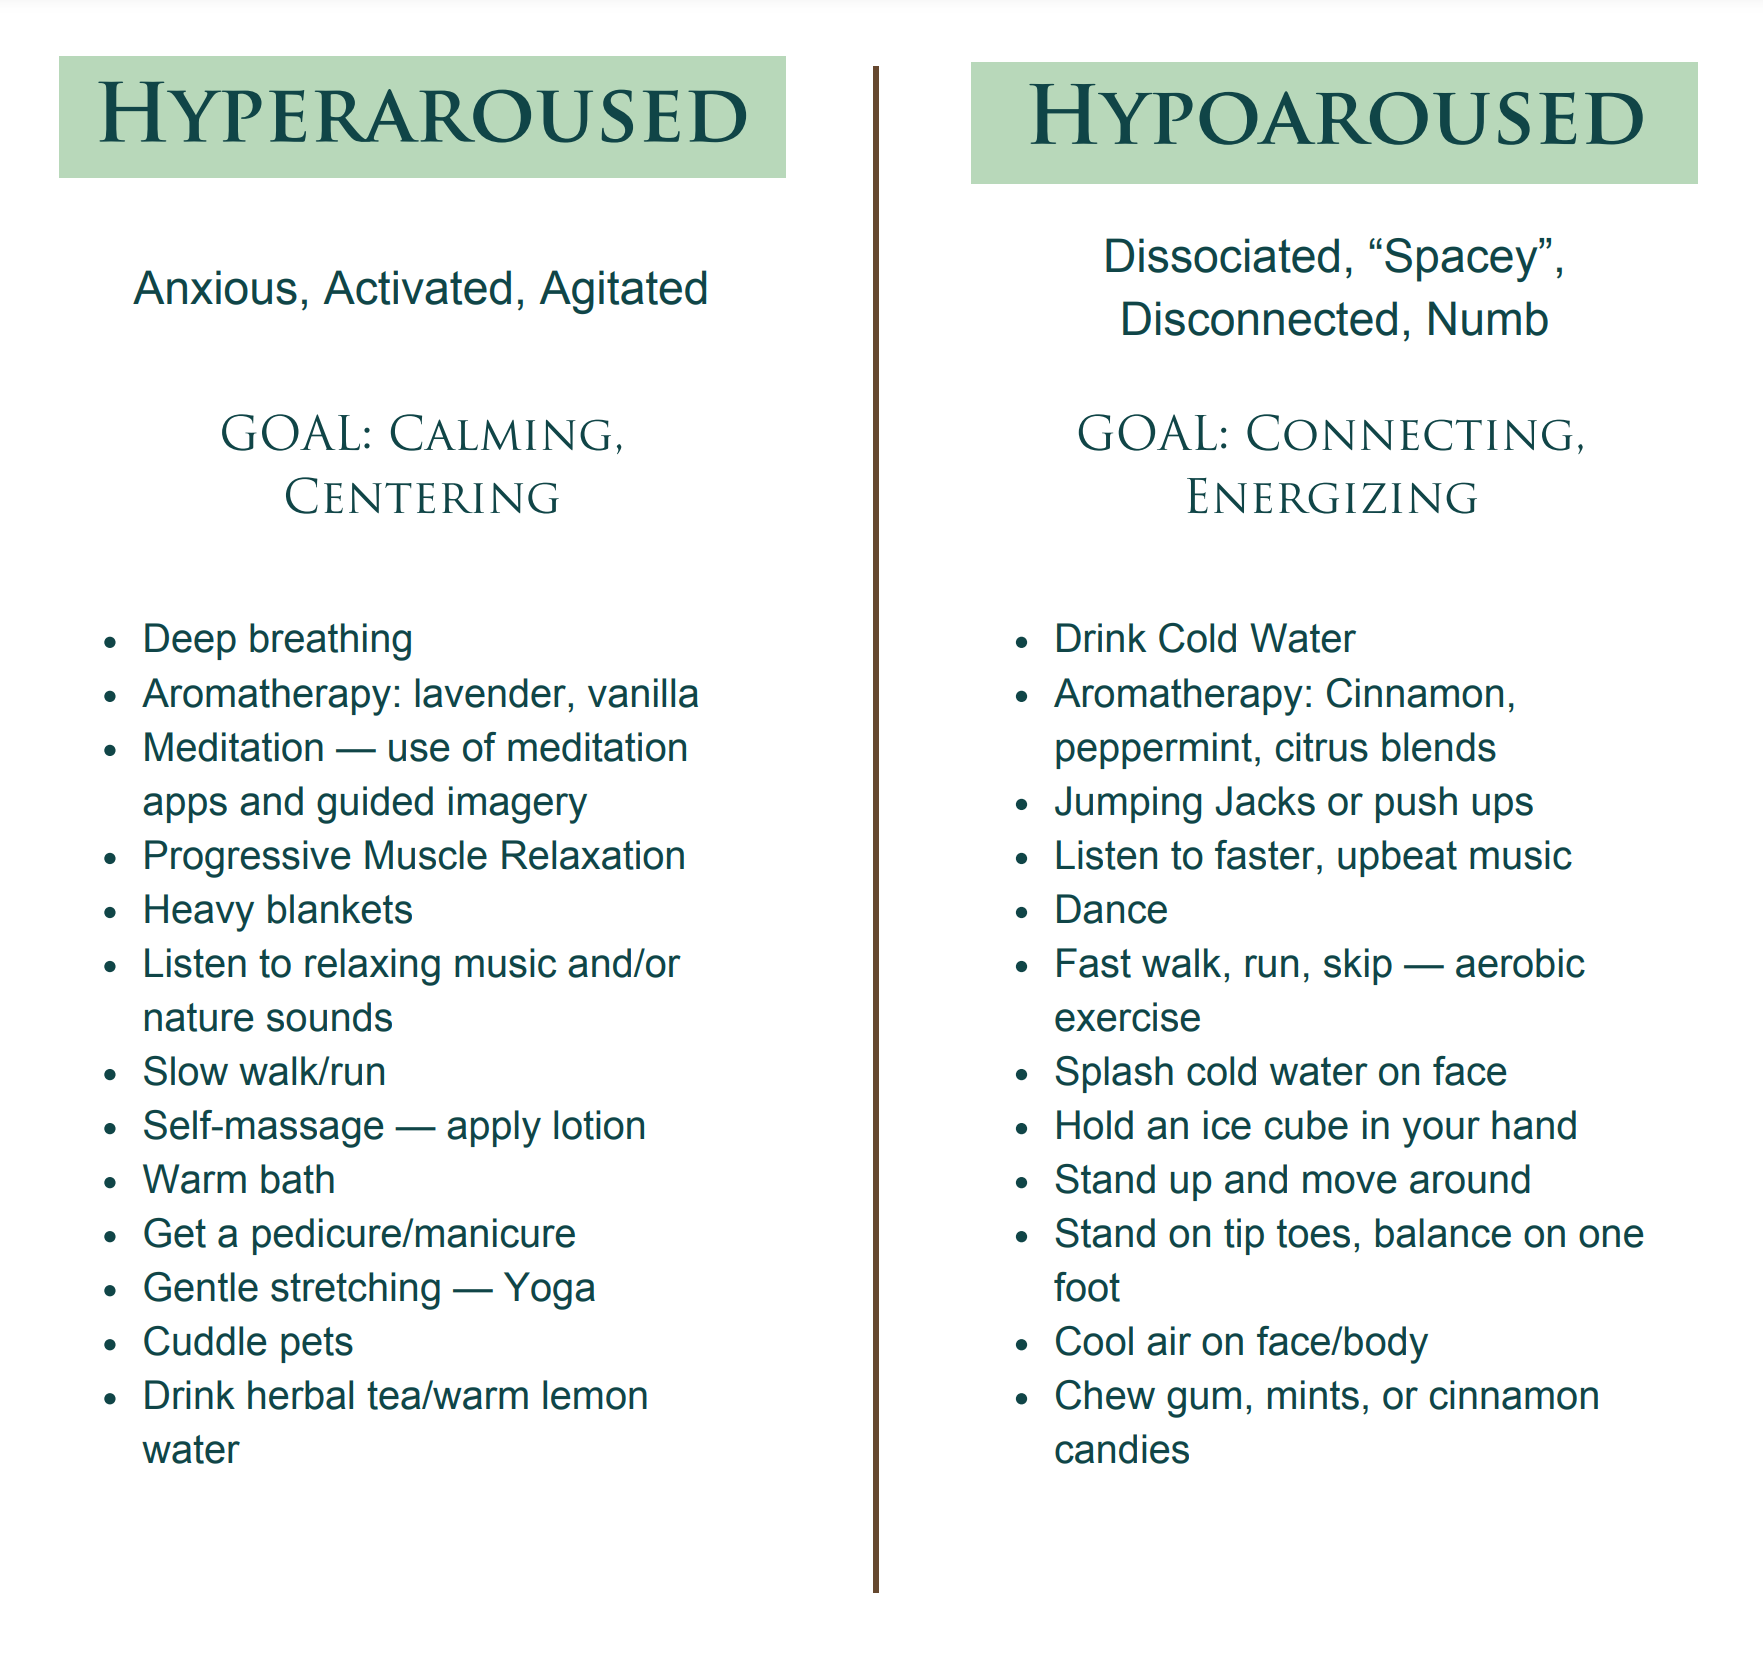 HYPERAROUSED
Anxious, Activated, Agitated
GOAL: CALMING,
CENTERING
• Deep breathing
• Aromatherapy: lavender, vanilla
• Meditation — use of meditation
apps and guided imagery
• Progressive Muscle Relaxation
• Heavy blankets
• Listen to relaxing music and/or
nature sounds
• Slow walk/run
• Self-massage — apply lotion
• Warm bath
• Get a pedicure/manicure
• Gentle stretching — Yoga
• Cuddle pets
• Drink herbal tea/warm lemon
water
HYPOAROUSED
Dissociated, “Spacey”,
Disconnected, Numb
GOAL: CONNECTING,
ENERGIZING
• Drink Cold Water
• Aromatherapy: Cinnamon,
peppermint, citrus blends
• Jumping Jacks or push ups
• Listen to faster, upbeat music
• Dance
• Fast walk, run, skip — aerobic
exercise
• Splash cold water on face
• Hold an ice cube in your hand
• Stand up and move around
• Stand on tip toes, balance on one
foot
• Cool air on face/body
• Chew gum, mints, or cinnamon
candies